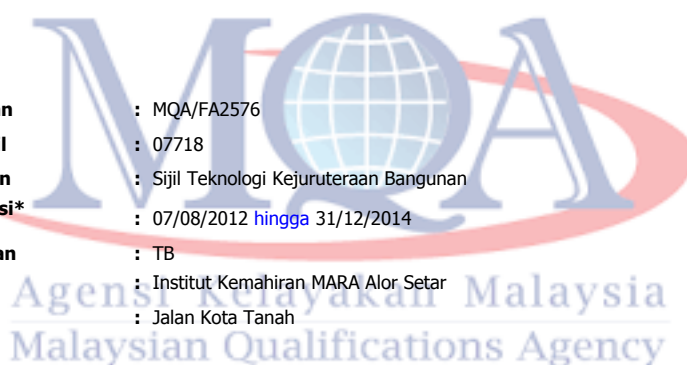 MQA
an : MQA/FA2576
l : 07718
n : Sijil Teknologi Kejuruteraan Bangunan
si* : 07/08/2012 hingga 31/12/2014
an : TB
: Institut Kemahiran MARA Alor Setar
Agensi Kelayakan Malaysia
: Jalan Kota Tanah
Malaysian Qualifications Agency